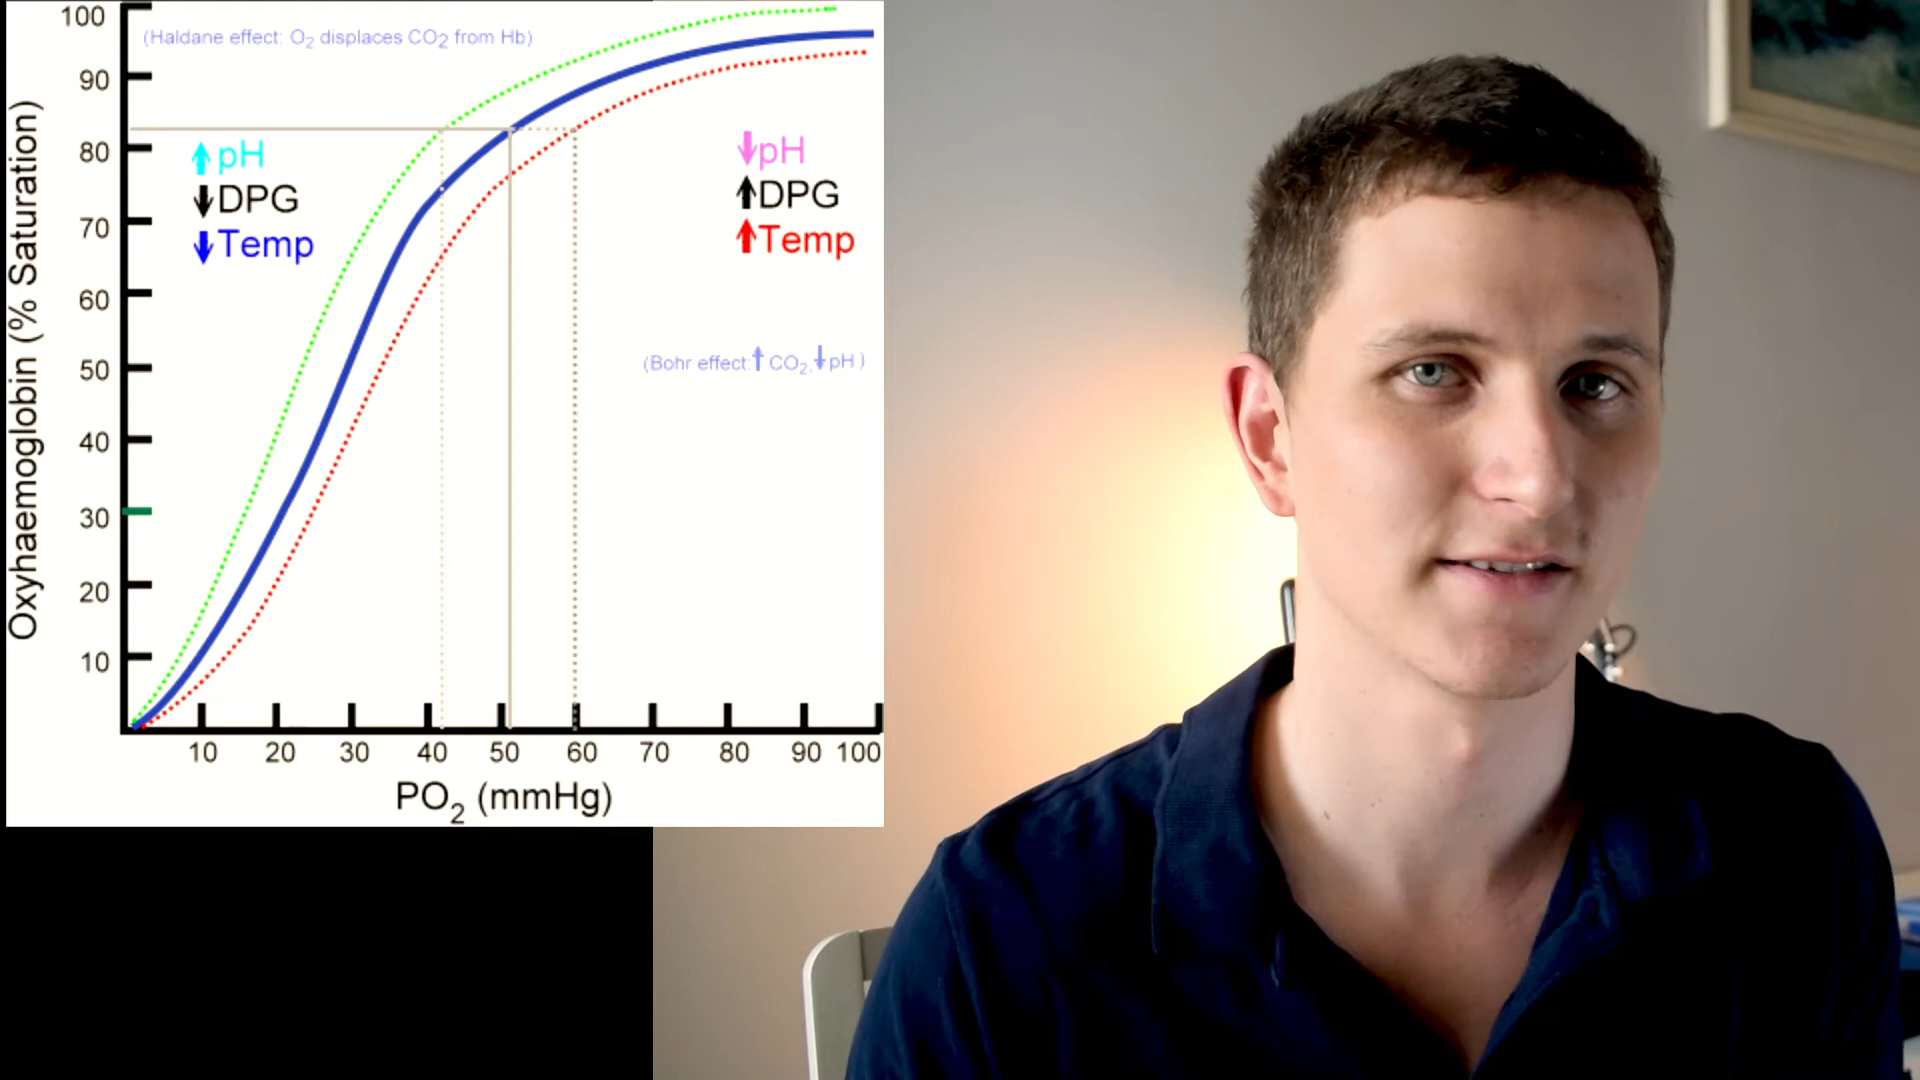 (Haldane effect: O2 displaces CO2 from Hb)
Oxyhaemoglobin (% Saturation)
100
90
80
70
60
50
40
30
20
10
↑pH
↓DPG
↓Temp
↓pH
↑DPG
↑Temp
(Bohr effect:↑ CO2,↓pH )
10 20 30 40 50 60 70 80 90 100
PO2 (mmHg)